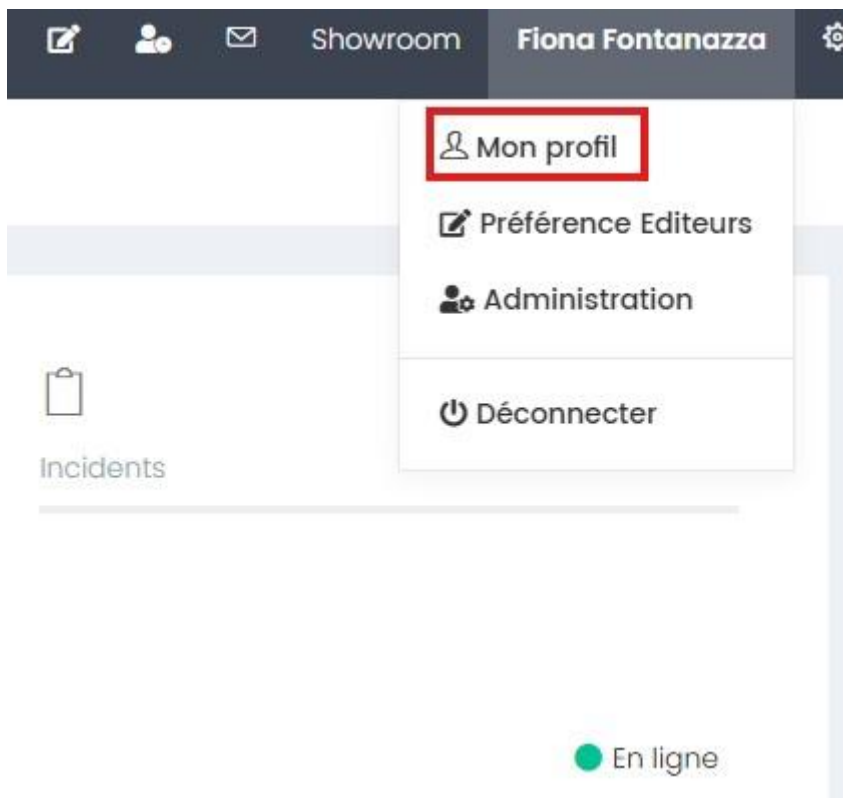 Showroom Fiona Fontanazza
Mon profil
Préférence Editeurs
Administration
Déconnecter
Incidents
En ligne